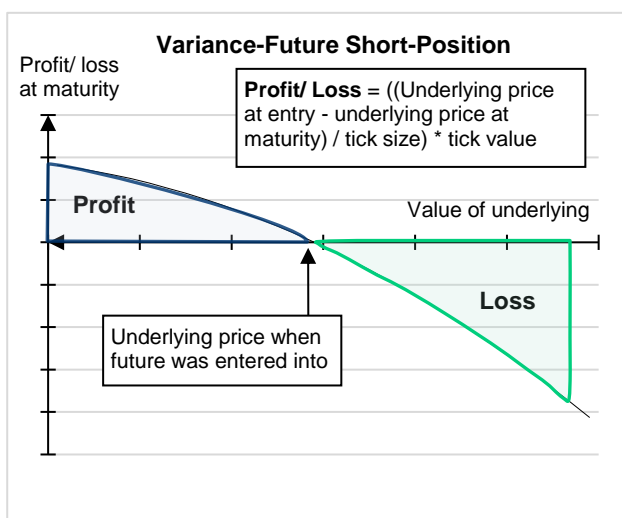 Variance-Future Short-Position
Profit/ loss
at maturity
Profit/ Loss = ((Underlying price
at entry - underlying price at
maturity) / tick size) * tick value
Profit
Value of underlying
Loss
Underlying price when
future was entered into